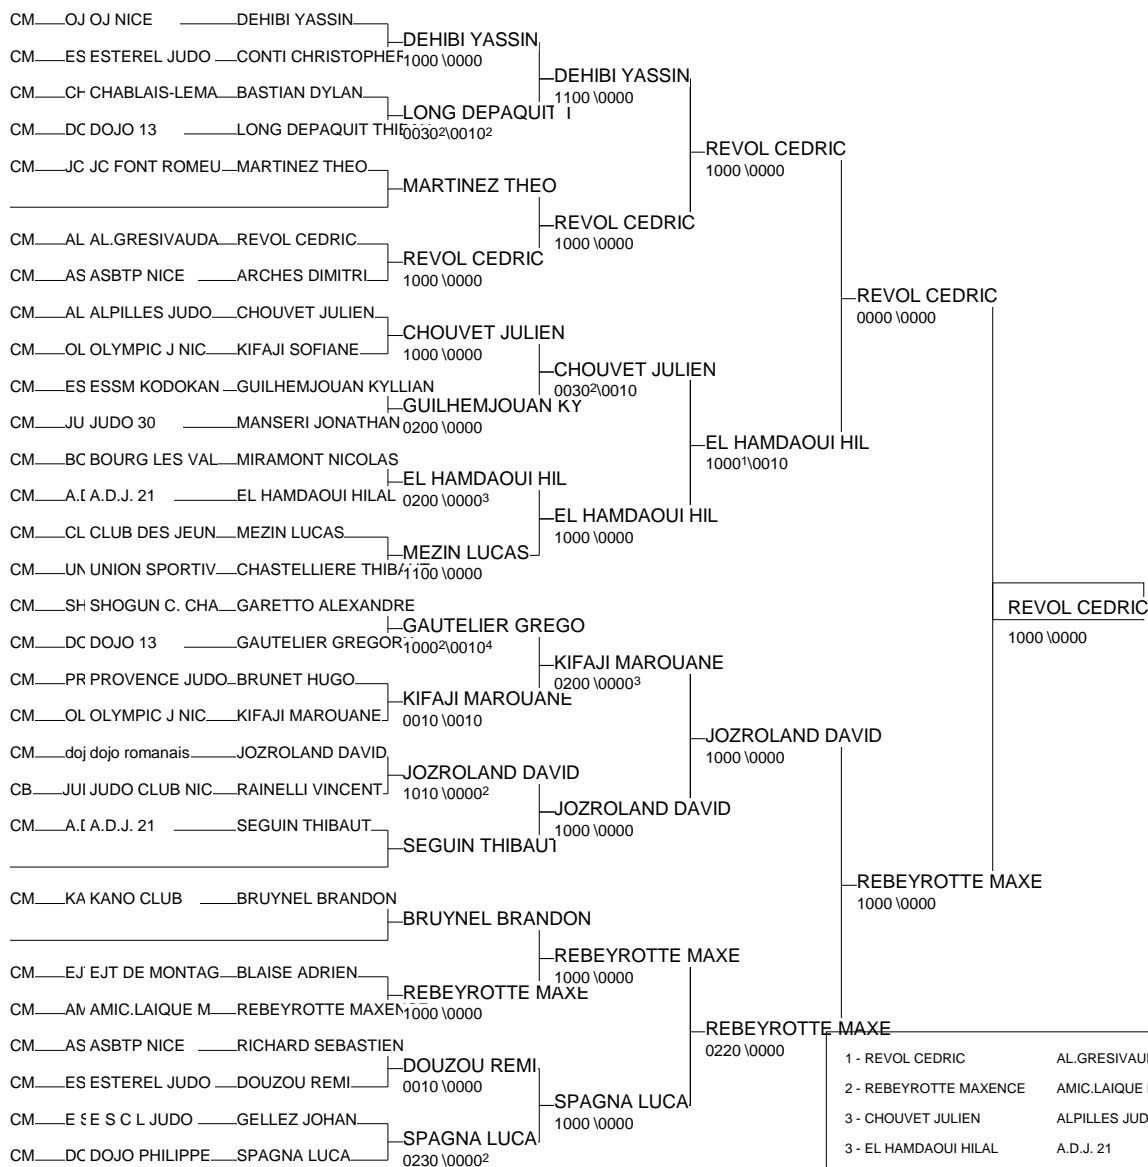 CM OJ OJ NICE DEHIBI YASSIN
DEHIBI YASSIN
CM ES ESTEREL JUDO CONTI CHRISTOPHER 1000 \0000
DEHIBI YASSIN
1100 \0000
CM CH CHABLAIS-LEMA BASTIAN DYLAN
LONG DEPAQUIT T
CM DO DOJO 13 LONG DEPAQUIT 0030²\0010²
REVOL CEDRIC
1000 \0000
CM JC JC FONT ROMEU MARTINEZ THEO
MARTINEZ THEO
REVOL CEDRIC
1000 \0000
CM AL AL.GRESIVAUDA REVOL CEDRIC
REVOL CEDRIC
CM AS ASBTP NICE ARCHES DIMITRI 1000 \0000
REVOL CEDRIC
0000 \0000
CM AL ALPILLES JUDO CHOUVET JULIEN
CHOUVET JULIEN
CM OL OLYMPIC J NIC KIFAJI SOFIANE 1000 \0000
CHOUVET JULIEN
0030²\0010
CM ES ESSM KODOKAN GUILHEMJOUAN KYLLIAN
GUILHEMJOUAN KY
CM JU JUDO 30 MANSERI JONATHAN 0200 \0000
EL HAMDAOUI HIL
1000¹\0010
CM BO BOURG LES VAL MIRAMONT NICOLAS
EL HAMDAOUI HIL
CM A.D A.D.J. 21 EL HAMDAOUI HILAL 0200 \0000³
EL HAMDAOUI HIL
1000 \0000
CM CL CLUB DES JEUN MEZIN LUCAS
MEZIN LUCAS
CM UN UNION SPORTIV CHASTELLIERE 1100 \0000
REVOL CEDRIC
1000 \0000
CM SH SHOGUN C. CHA GARETTO ALEXANDRE
GAUTELIER GREGO
CM DO DOJO 13 GAUTELIER GREGORY 1000²\0010⁴
KIFAJI MAROUANE
0200 \0000³
CM PR PROVENCE JUDO BRUNET HUGO
KIFAJI MAROUANE
CM OL OLYMPIC J NIC KIFAJI MAROUANE 0010 \0010
JOZROLAND DAVID
1000 \0000
CM doj dojo romanais JOZROLAND DAVID
JOZROLAND DAVID
CB JUI JUDO CLUB NIC RAINELLI VINCENT 1010 \0000²
JOZROLAND DAVID
1000 \0000
CM A.D A.D.J. 21 SEGUIN THIBAUT
SEGUIN THIBAUT
REBEYROTTE MAXE
1000 \0000
CM KA KANO CLUB BRUYNEL BRANDON
BRUYNEL BRANDON
REBEYROTTE MAXE
1000 \0000
CM EJ EJT DE MONTAG BLAISE ADRIEN
REBEYROTTE MAXE
CM AM AMIC.LAIQUE M REBEYROTTE MAXENCE 1000 \0000
REBEYROTTE MAXE
0220 \0000
CM AS ASBTP NICE RICHARD SEBASTIEN
DOUZOU REMI
CM ES ESTEREL JUDO DOUZOU REMI 0010 \0000
SPAGNA LUCA
1000 \0000
CM E S E S C L JUDO GELLEZ JOHAN
SPAGNA LUCA
CM DO DOJO PHILIPPE SPAGNA LUCA 0230 \0000²
1 - REVOL CEDRIC AL.GRESIVAU
2 - REBEYROTTE MAXENCE AMIC.LAIQUE
3 - CHOUVET JULIEN ALPILLES JUD
3 - EL HAMDAOUI HILAL A.D.J. 21